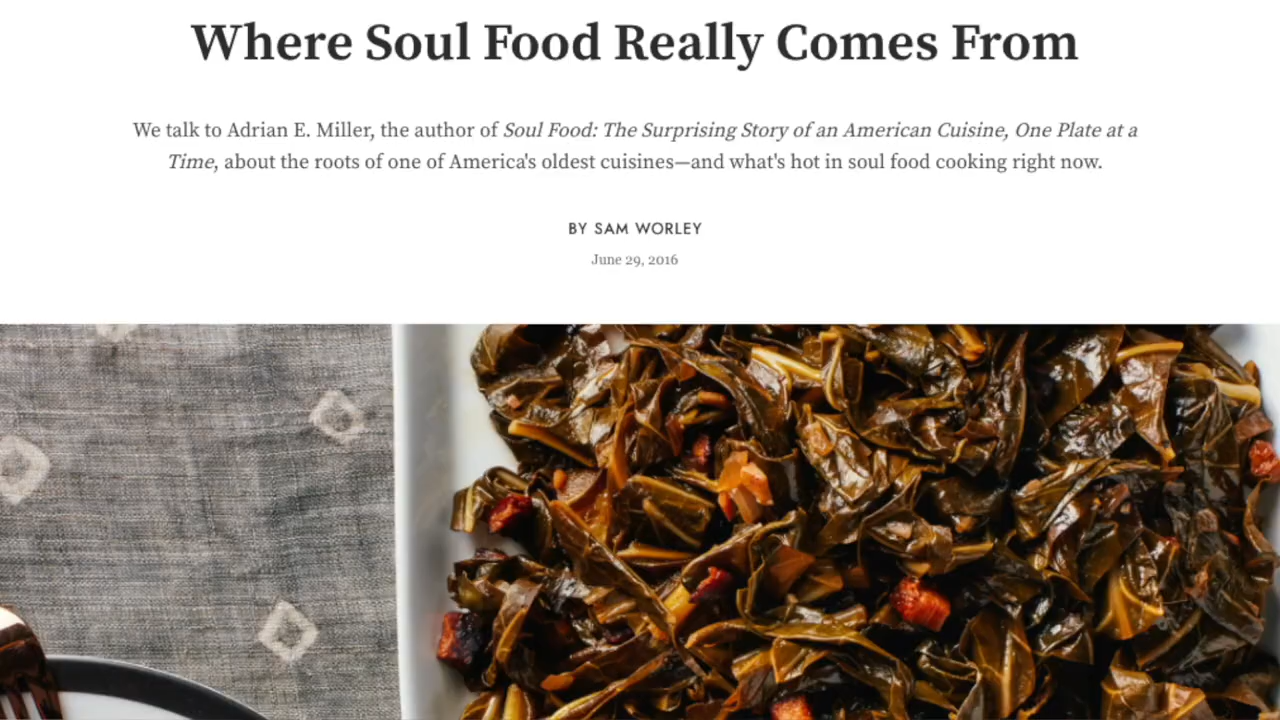 Where Soul Food Really Comes From
We talk to Adrian E. Miller, the author of Soul Food: The Surprising Story of an American Cuisine, One Plate at a
Time, about the roots of one of America's oldest cuisines—and what's hot in soul food cooking right now.
BY SAM WORLEY
June 29, 2016